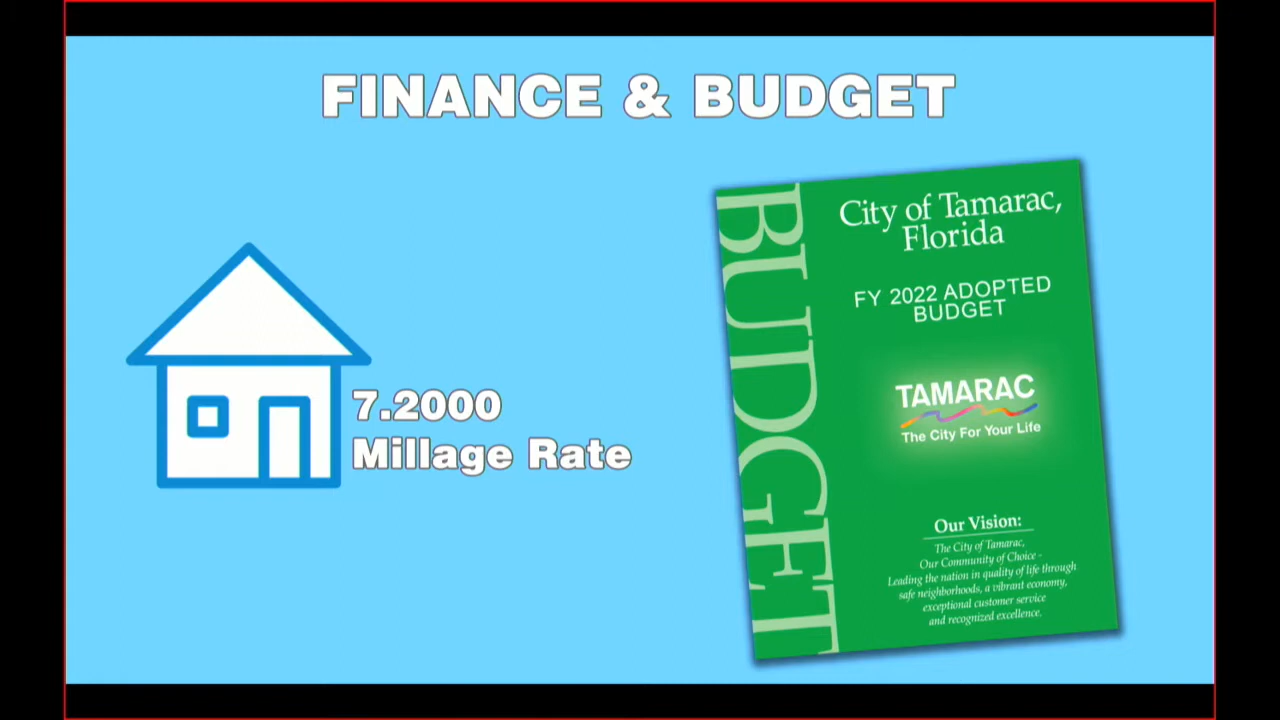 FINANCE & BUDGET
7.2000
Millage Rate
BUDGET
City of Tamarac,
Florida
FY 2022 ADOPTED
BUDGET
TAMARAC
The City For Your Life
Our Vision:
The City of Tamarac,
Our Community of Choice -
Leading the nation in quality of life through
safe neighborhoods, a vibrant economy,
exceptional customer service
and recognized excellence.